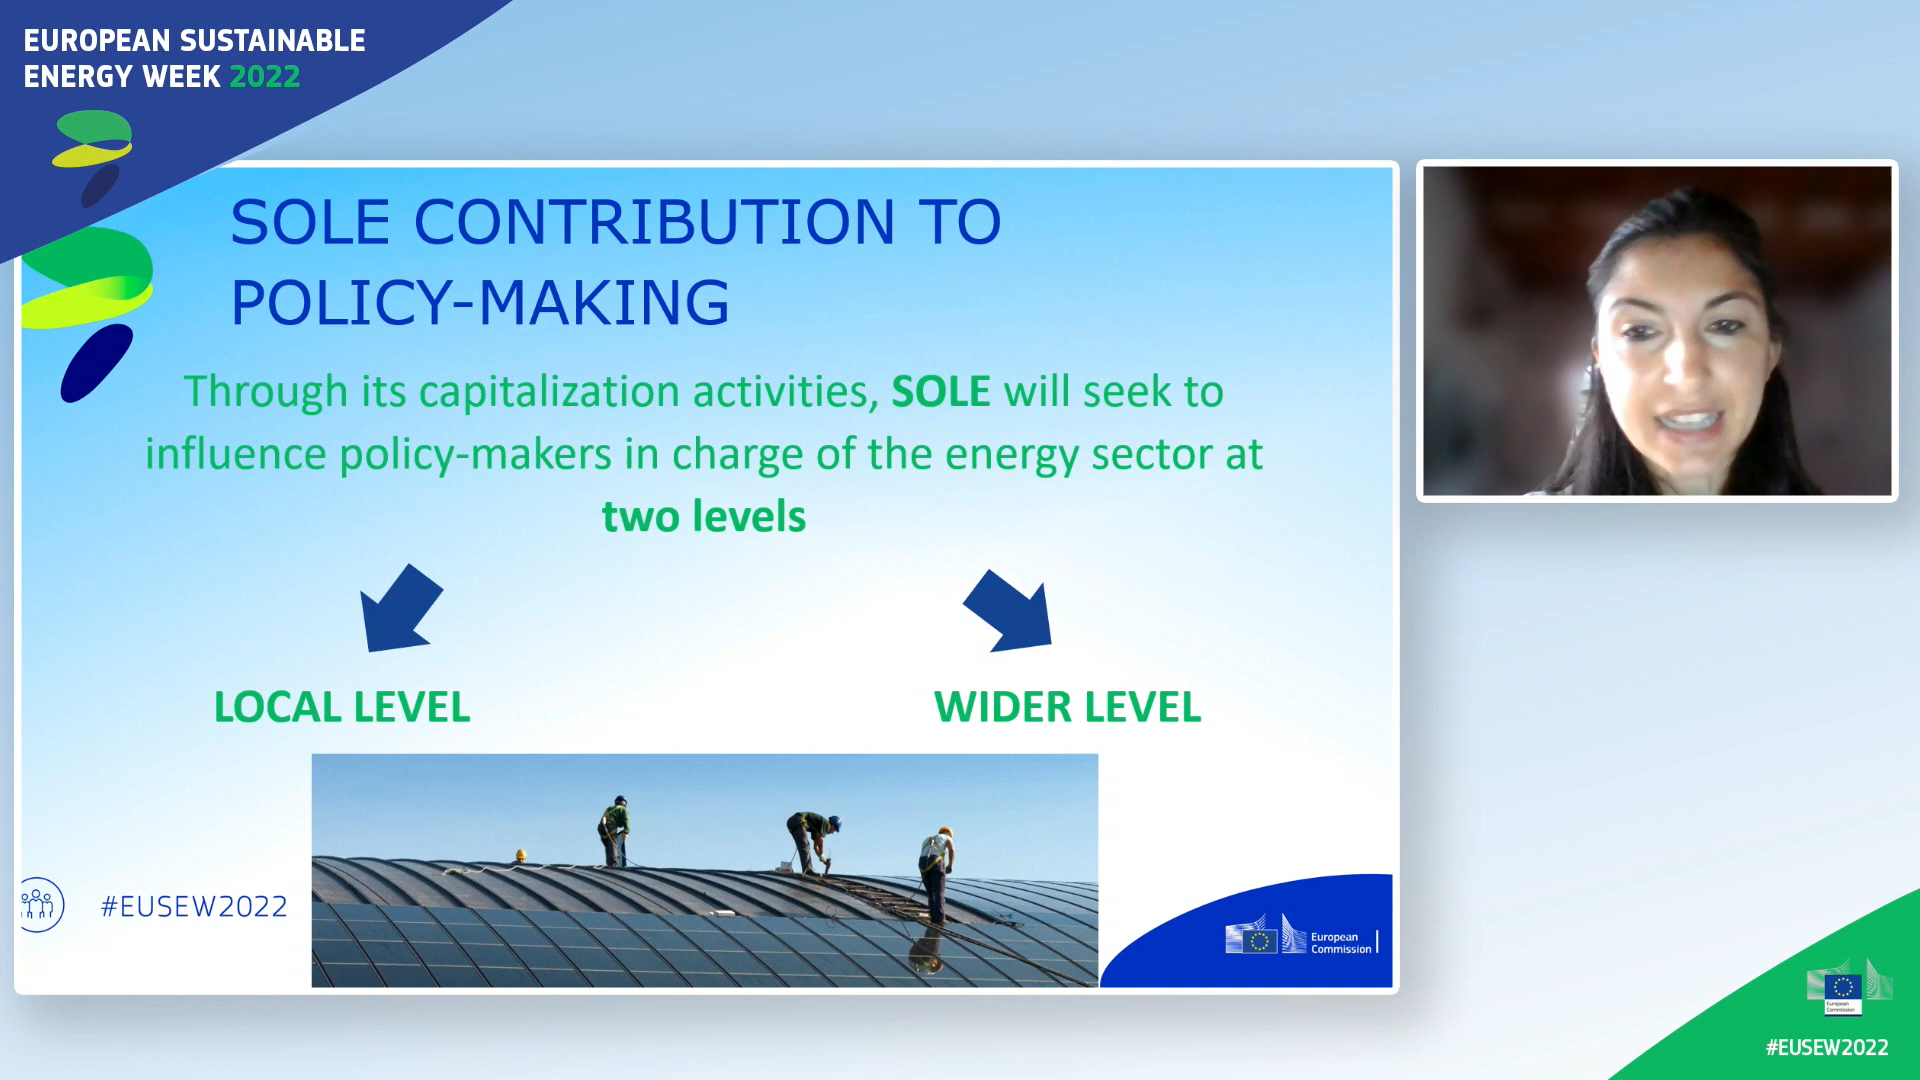 EUROPEAN SUSTAINABLE
ENERGY WEEK 2022
SOLE CONTRIBUTION TO
POLICY-MAKING
Through its capitalization activities, SOLE will seek to
influence policy-makers in charge of the energy sector at
two levels
LOCAL LEVEL
WIDER LEVEL
#EUSEW2022
European
Commission
European
Commission
#EUSEW2022